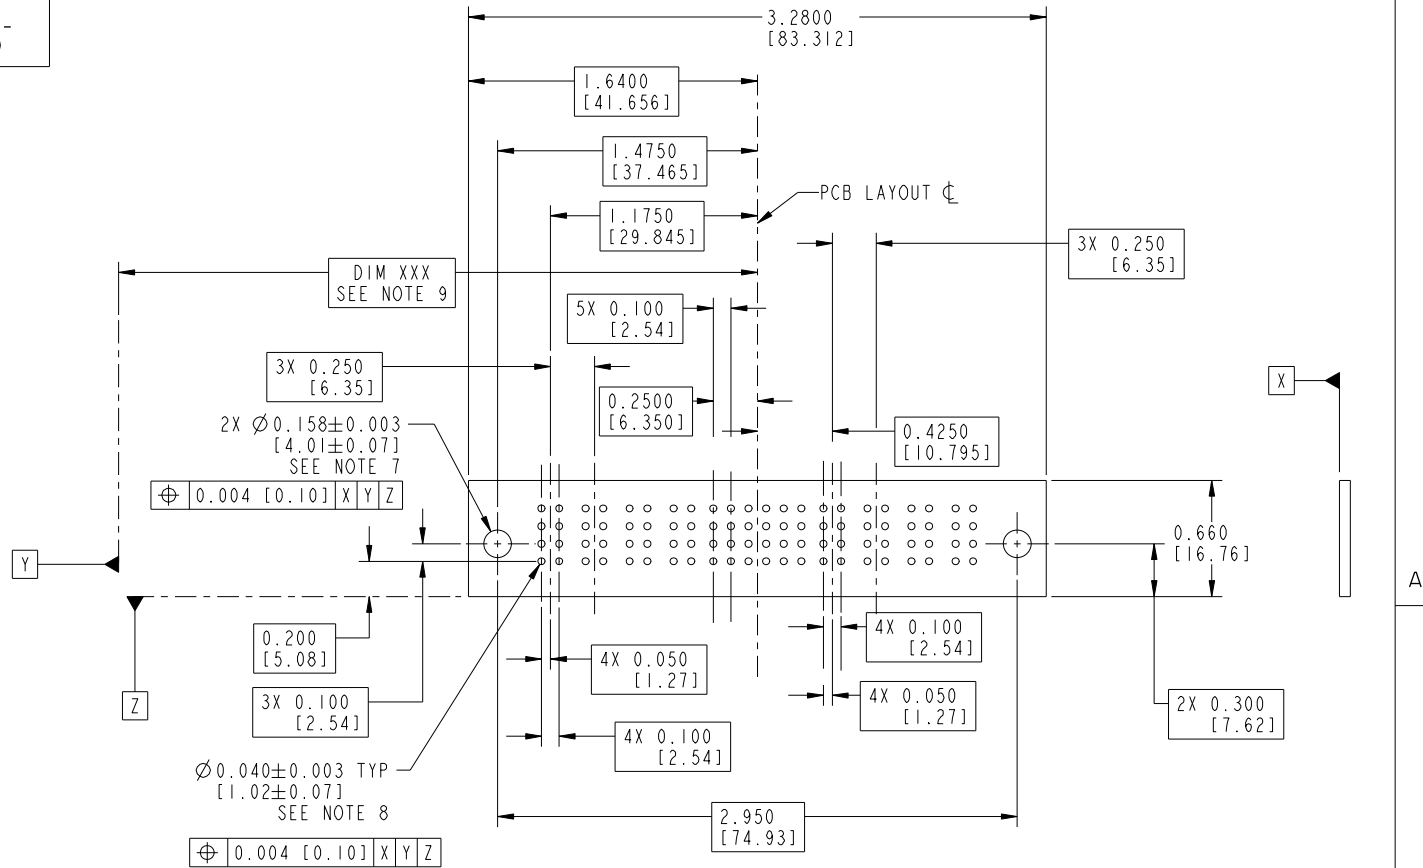 3.2800
[83.312]
1.6400
[41.656]
1.4750
[37.465]
PCB LAYOUT ℄
1.1750
[29.845]
3X 0.250
[6.35]
DIM XXX
SEE NOTE 9
5X 0.100
[2.54]
3X 0.250
[6.35]
X
0.2500
[6.350]
2X Ø0.158±0.003
[4.01±0.07]
SEE NOTE 7
0.4250
[10.795]
⌖ 0.004 [0.10] X Y Z
0.660
[16.76]
Y
A
0.200
[5.08]
4X 0.100
[2.54]
4X 0.050
[1.27]
Z
3X 0.100
[2.54]
4X 0.050
[1.27]
2X 0.300
[7.62]
4X 0.100
[2.54]
Ø0.040±0.003 TYP
[1.02±0.07]
SEE NOTE 8
2.950
[74.93]
⌖ 0.004 [0.10] X Y Z